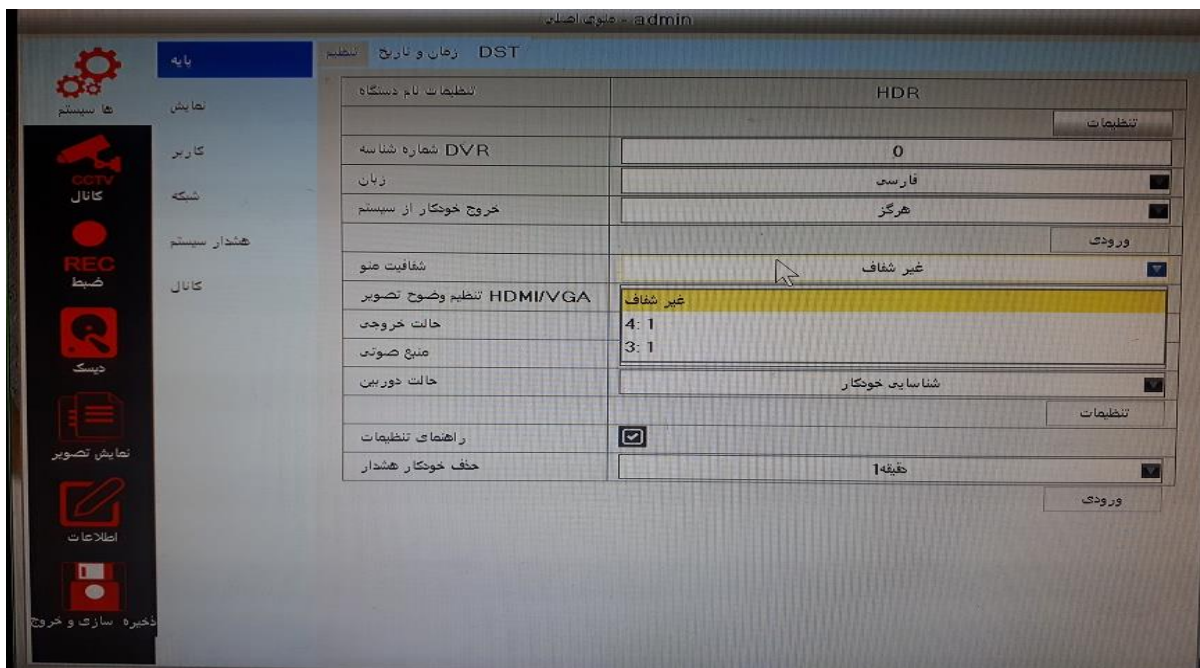 منوی اصلی - admin
ها سیستم
CCTV
کانال
REC
ضبط
دیسک
نمایش تصویر
اطلاعات
ذخیره سازی و خروج
پایه
نمایش
کاربر
شبکه
هشدار سیستم
کانال
تنظیم زمان و تاریخ DST
تنظیمات نام دستگاه HDR
تنظیمات
DVR شماره شناسه 0
زبان فارسی
خروج خودکار از سیستم هرگز
ورودی
شفافیت منو غیر شفاف
HDMI/VGA تنظیم وضوح تصویر
غیر شفاف
حالت خروجی
4: 1
منبع صوتی
3: 1
حالت دوربین شناسایی خودکار
تنظیمات
راهنمای تنظیمات
حذف خودکار هشدار دقیقه1
ورودی